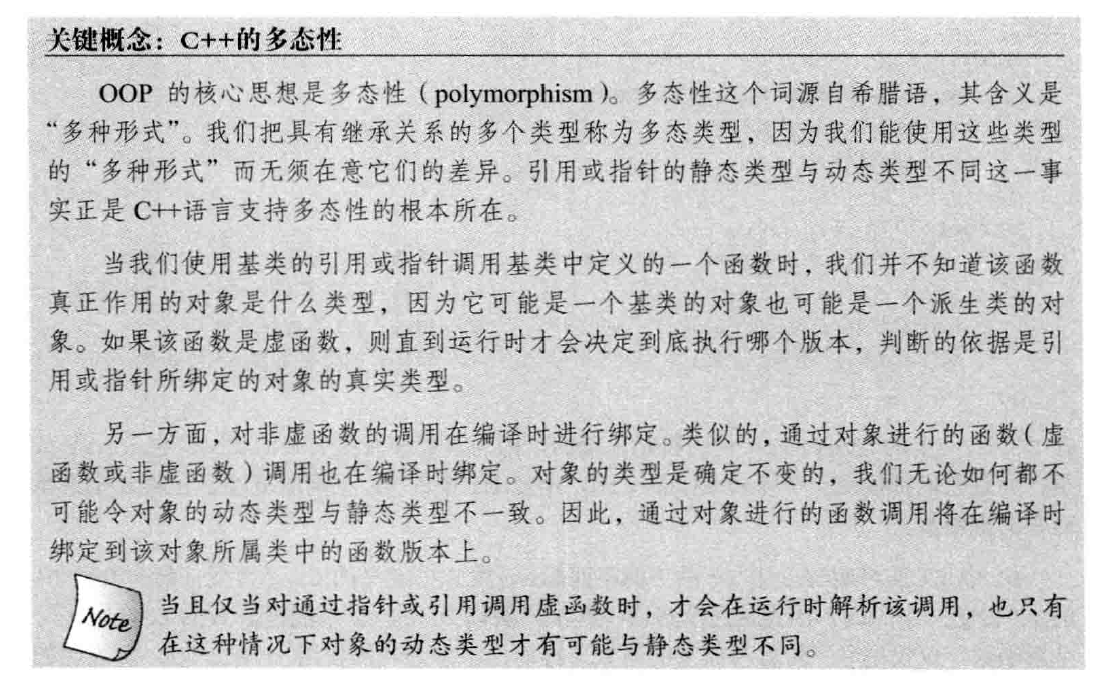 关键概念：C++的多态性
OOP 的核心思想是多态性（polymorphism）。多态性这个词源自希腊语，其含义是
“多种形式”。我们把具有继承关系的多个类型称为多态类型，因为我们能使用这些类型
的“多种形式”而无须在意它们的差异。引用或指针的静态类型与动态类型不同这一事
实正是 C++语言支持多态性的根本所在。
当我们使用基类的引用或指针调用基类中定义的一个函数时，我们并不知道该函数
真正作用的对象是什么类型，因为它可能是一个基类的对象也可能是一个派生类的对
象。如果该函数是虚函数，则直到运行时才会决定到底执行哪个版本，判断的依据是引
用或指针所绑定的对象的真实类型。
另一方面，对非虚函数的调用在编译时进行绑定。类似的，通过对象进行的函数（虚
函数或非虚函数）调用也在编译时绑定。对象的类型是确定不变的，我们无论如何都不
可能令对象的动态类型与静态类型不一致。因此，通过对象进行的函数调用将在编译时
绑定到该对象所属类中的函数版本上。
Note 当且仅当对通过指针或引用调用虚函数时，才会在运行时解析该调用，也只有
在这种情况下对象的动态类型才有可能与静态类型不同。